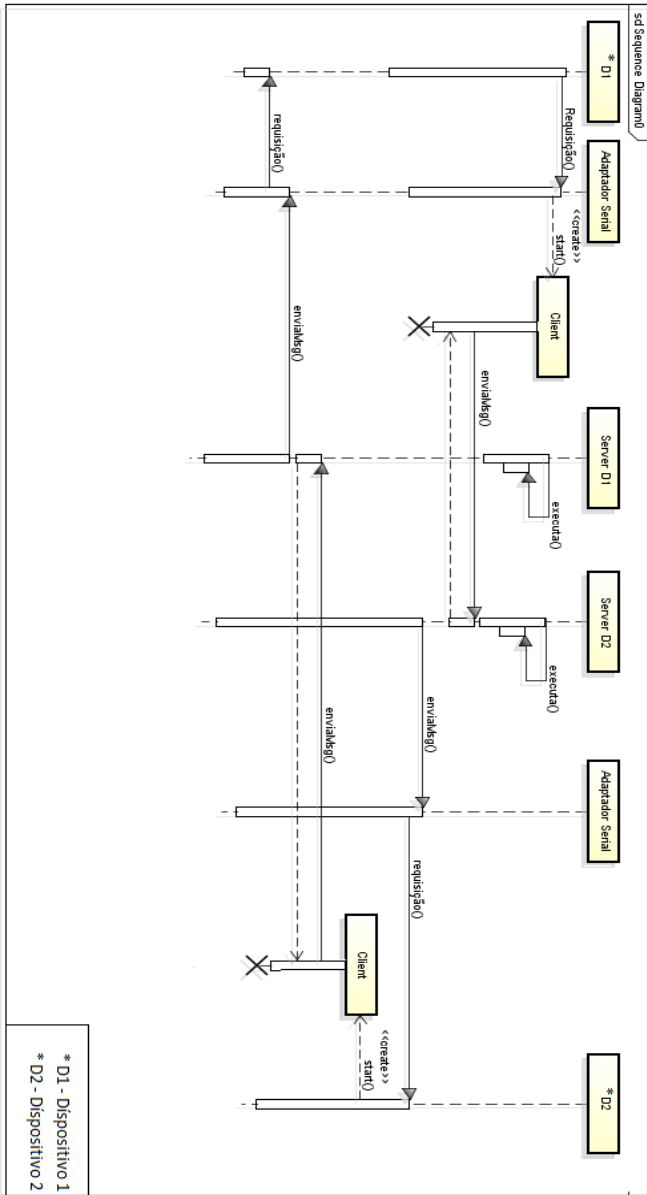 sd Sequence Diagram0
* D1
Adaptador Serial
Client
Server D1
Server D2
Adaptador Serial
Client
* D2
Requisição()
<<create>>
start()
executa()
executa()
enviaMsg()
enviaMsg()
requisição()
<<create>>
start()
enviaMsg()
enviaMsg()
requisição()
* D1 - Dispositivo 1
* D2 - Dispositivo 2